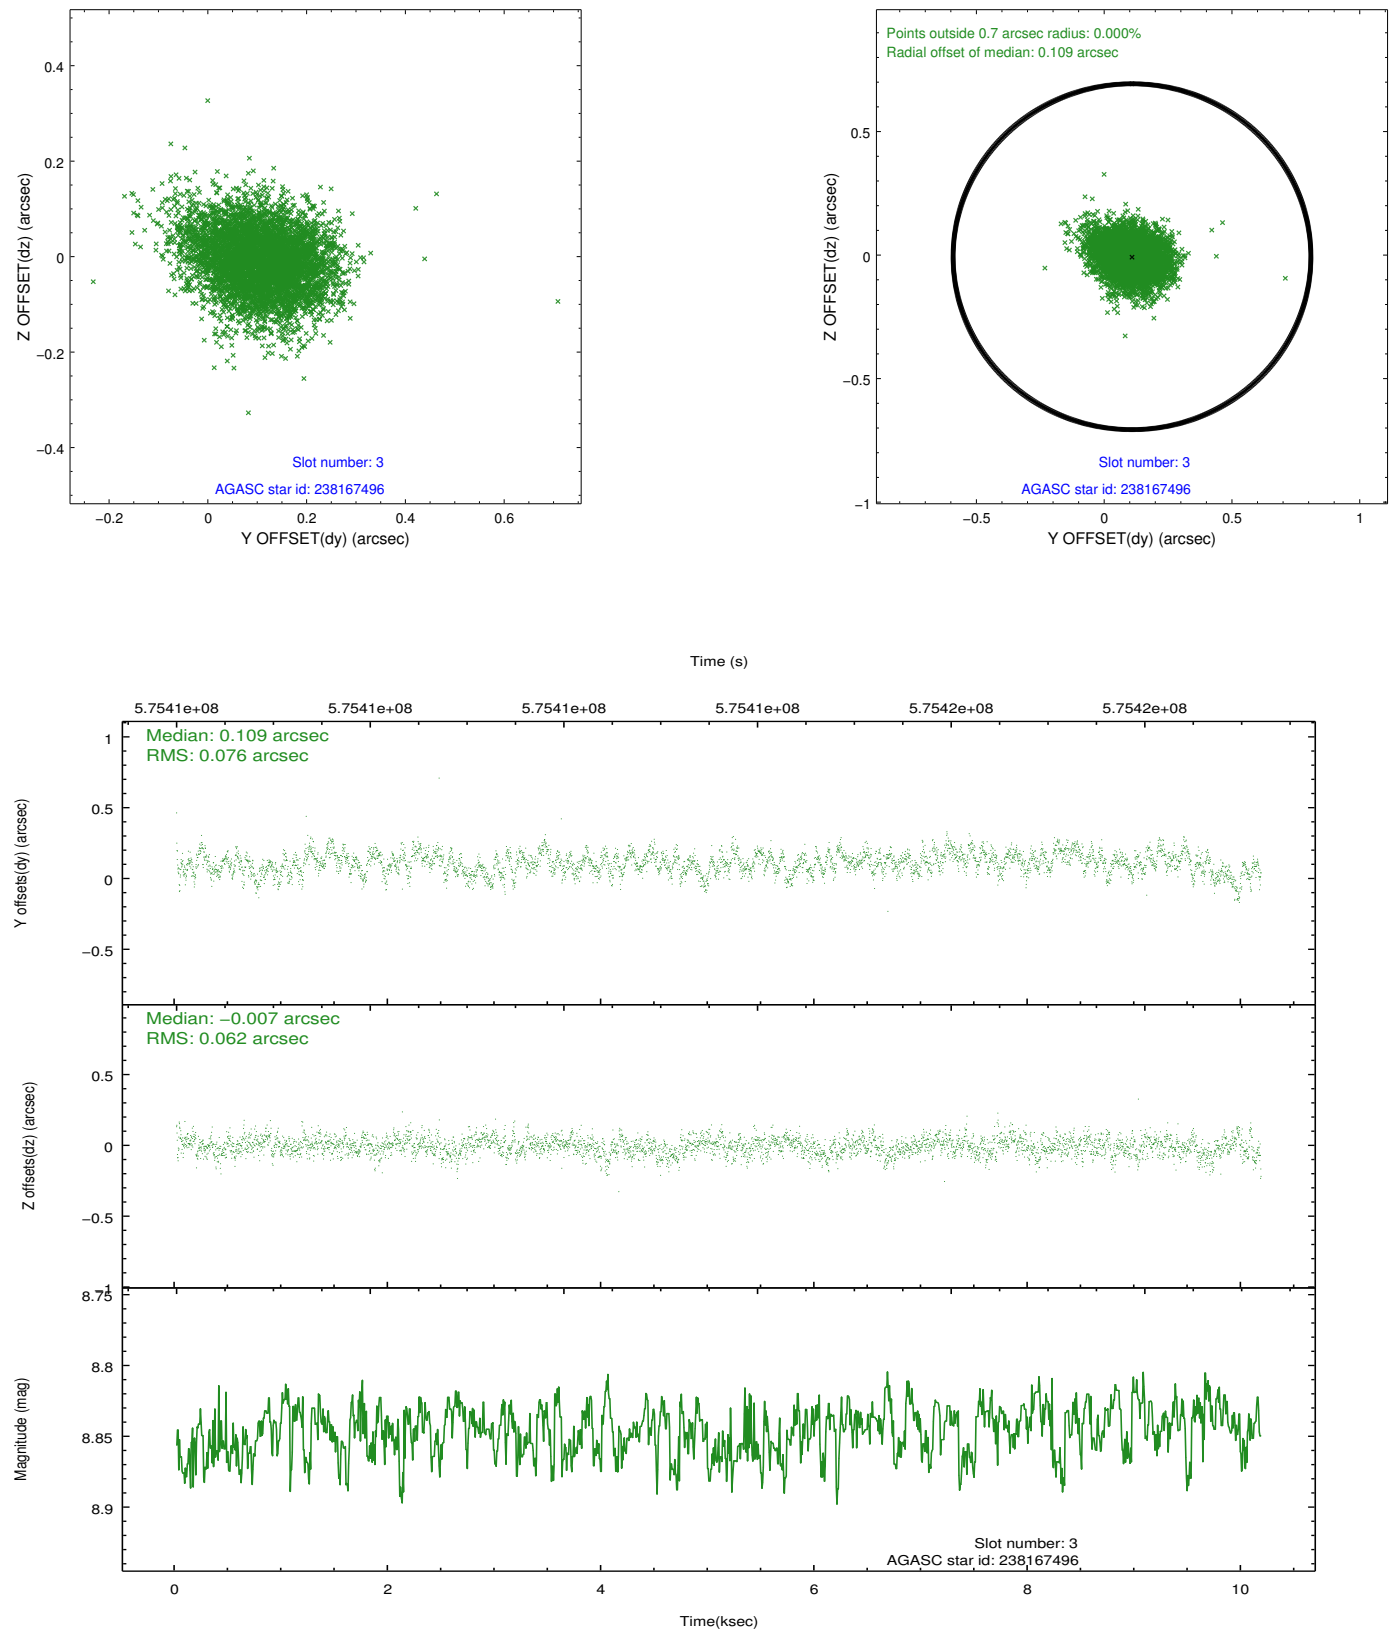 0.4
0.2
0
−0.2
−0.4
Z OFFSET(dz) (arcsec)
Slot number: 3
AGASC star id: 238167496
−0.2 0 0.2 0.4 0.6
Y OFFSET(dy) (arcsec)
Points outside 0.7 arcsec radius: 0.000%
Radial offset of median: 0.109 arcsec
0.5
0
−0.5
−1
Z OFFSET(dz) (arcsec)
Slot number: 3
AGASC star id: 238167496
−0.5 0 0.5 1
Y OFFSET(dy) (arcsec)
Time (s)
5.7541e+08 5.7541e+08 5.7541e+08 5.7541e+08 5.7542e+08 5.7542e+08
Median: 0.109 arcsec
RMS: 0.076 arcsec
1
0.5
0
−0.5
Y offsets(dy) (arcsec)
Median: −0.007 arcsec
RMS: 0.062 arcsec
0.5
0
−0.5
−1
Z offsets(dz) (arcsec)
8.75
8.8
8.85
8.9
Magnitude (mag)
Slot number: 3
AGASC star id: 238167496
0 2 4 6 8 10
Time(ksec)